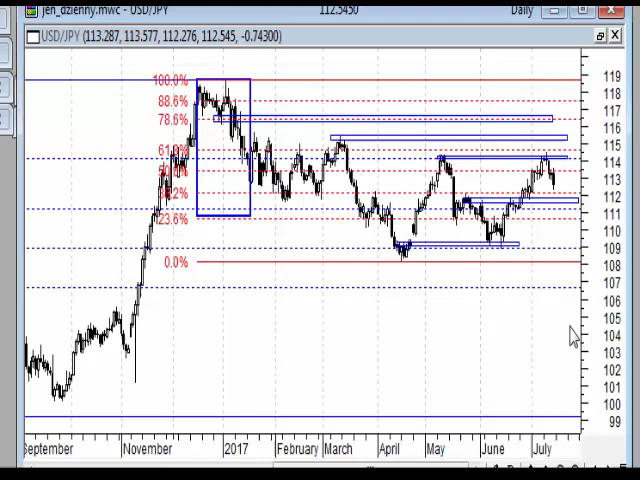 jen_dzienny.mwc - USD/JPY
112.5450
Daily
USD/JPY (113.287, 113.577, 112.276, 112.545, -0.74300)
100.0%
88.6%
78.6%
23.6%
0.0%
119
118
117
116
115
114
113
112
111
110
109
108
107
106
105
104
103
102
101
100
99
September
November
2017
February
March
April
May
June
July